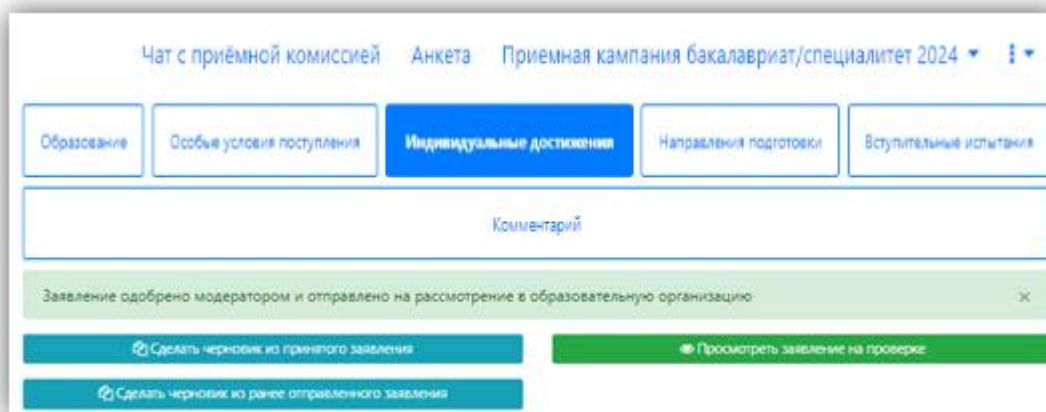 Чат с приёмной комиссией Анкета Приемная кампания бакалавриат/специалитет 2024
Образование Особые условия поступления Индивидуальные достижения Направления подготовки Вступительные испытания
Комментарий
Заявление одобрено модератором и отправлено на рассмотрение в образовательную организацию ×
Сделать черновик из принятого заявления Просмотреть заявление на проверке
Сделать черновик из ранее отправленного заявления